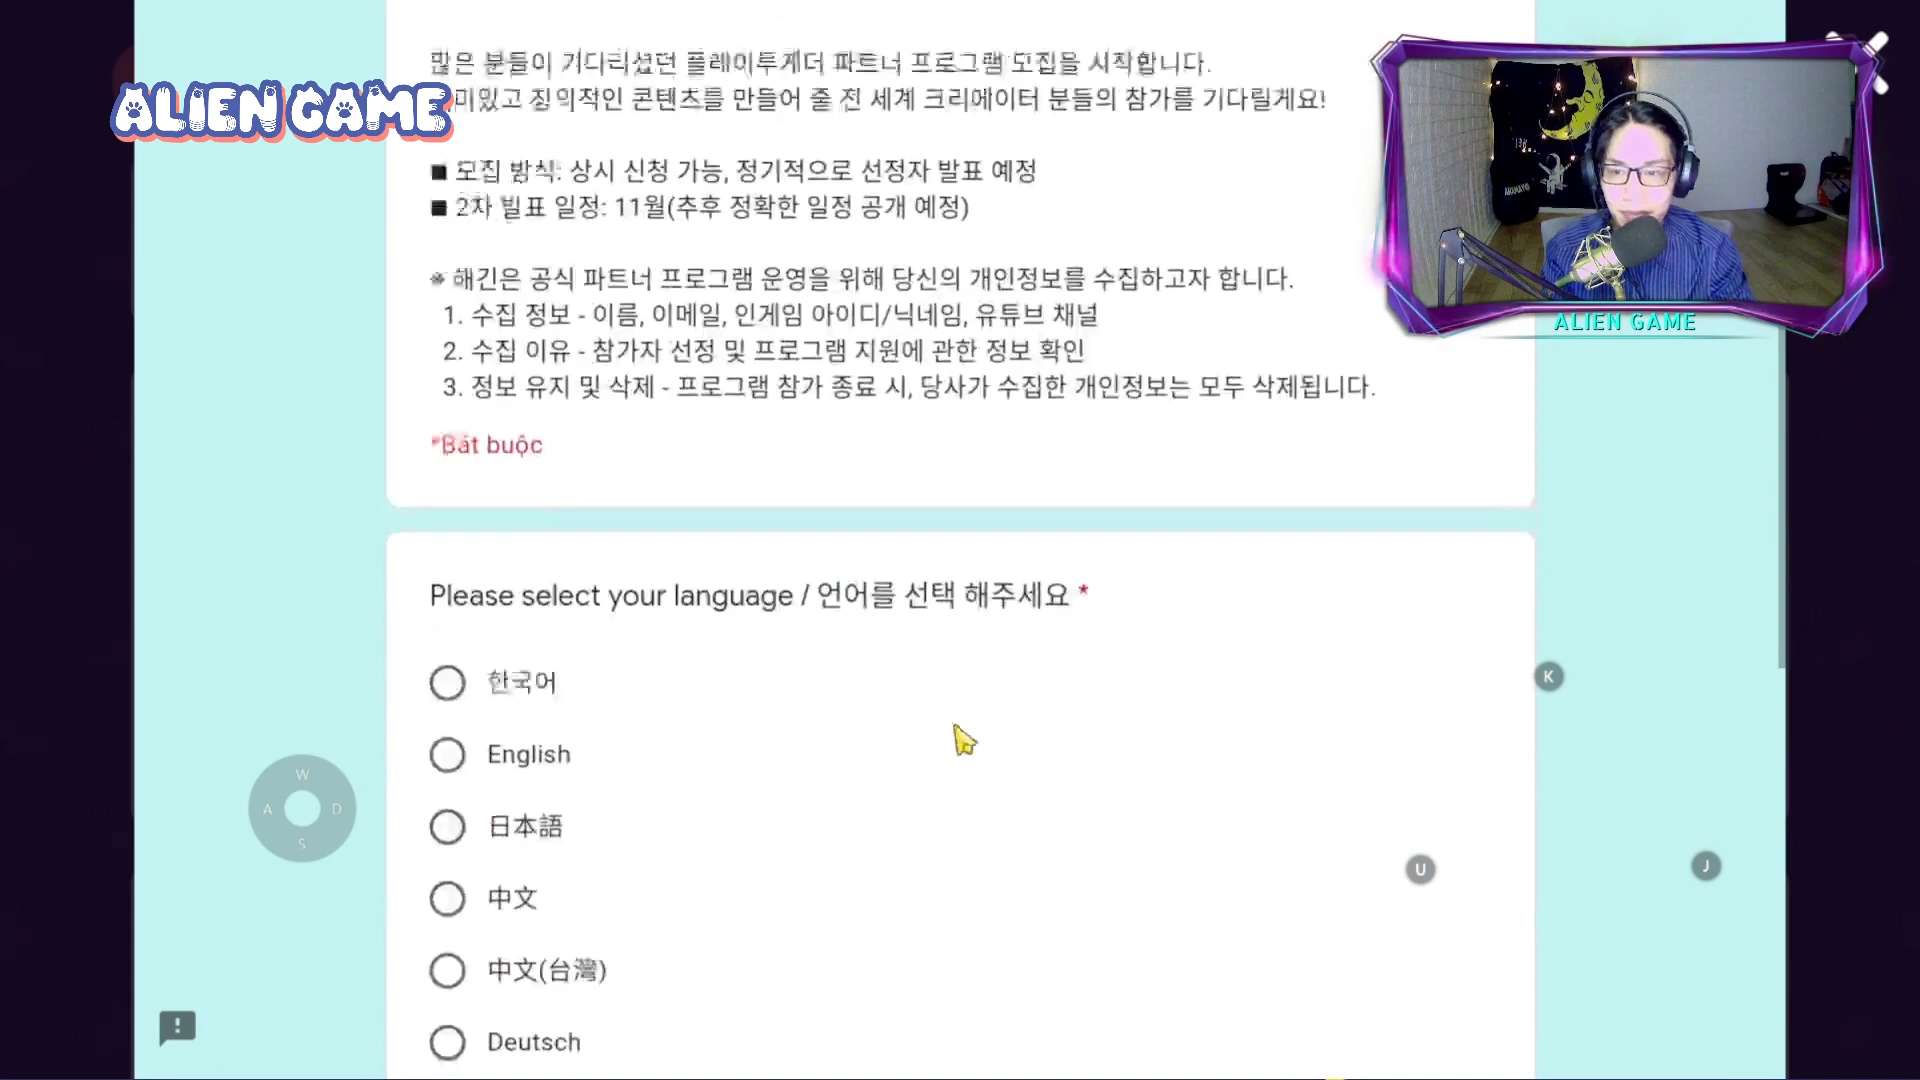 많은 분들이 기다리셨던 플레이투게더 파트너 프로그램 모집을 시작합니다.
미있고 창의적인 콘텐츠를 만들어 줄 전 세계 크리에이터 분들의 참가를 기다릴게요!
ALIEN GAME
■ 모집 방식: 상시 신청 가능, 정기적으로 선정자 발표 예정
■ 2차 발표 일정: 11월(추후 정확한 일정 공개 예정)
※ 해긴은 공식 파트너 프로그램 운영을 위해 당신의 개인정보를 수집하고자 합니다.
1. 수집 정보 - 이름, 이메일, 인게임 아이디/닉네임, 유튜브 채널
2. 수집 이유 - 참가자 선정 및 프로그램 지원에 관한 정보 확인
3. 정보 유지 및 삭제 - 프로그램 참가 종료 시, 당사가 수집한 개인정보는 모두 삭제됩니다.
ALIEN GAME
*Bắt buộc
Please select your language / 언어를 선택 해주세요 *
한국어
English
日本語
中文
中文(台灣)
Deutsch
W
A D
S
K
U
J